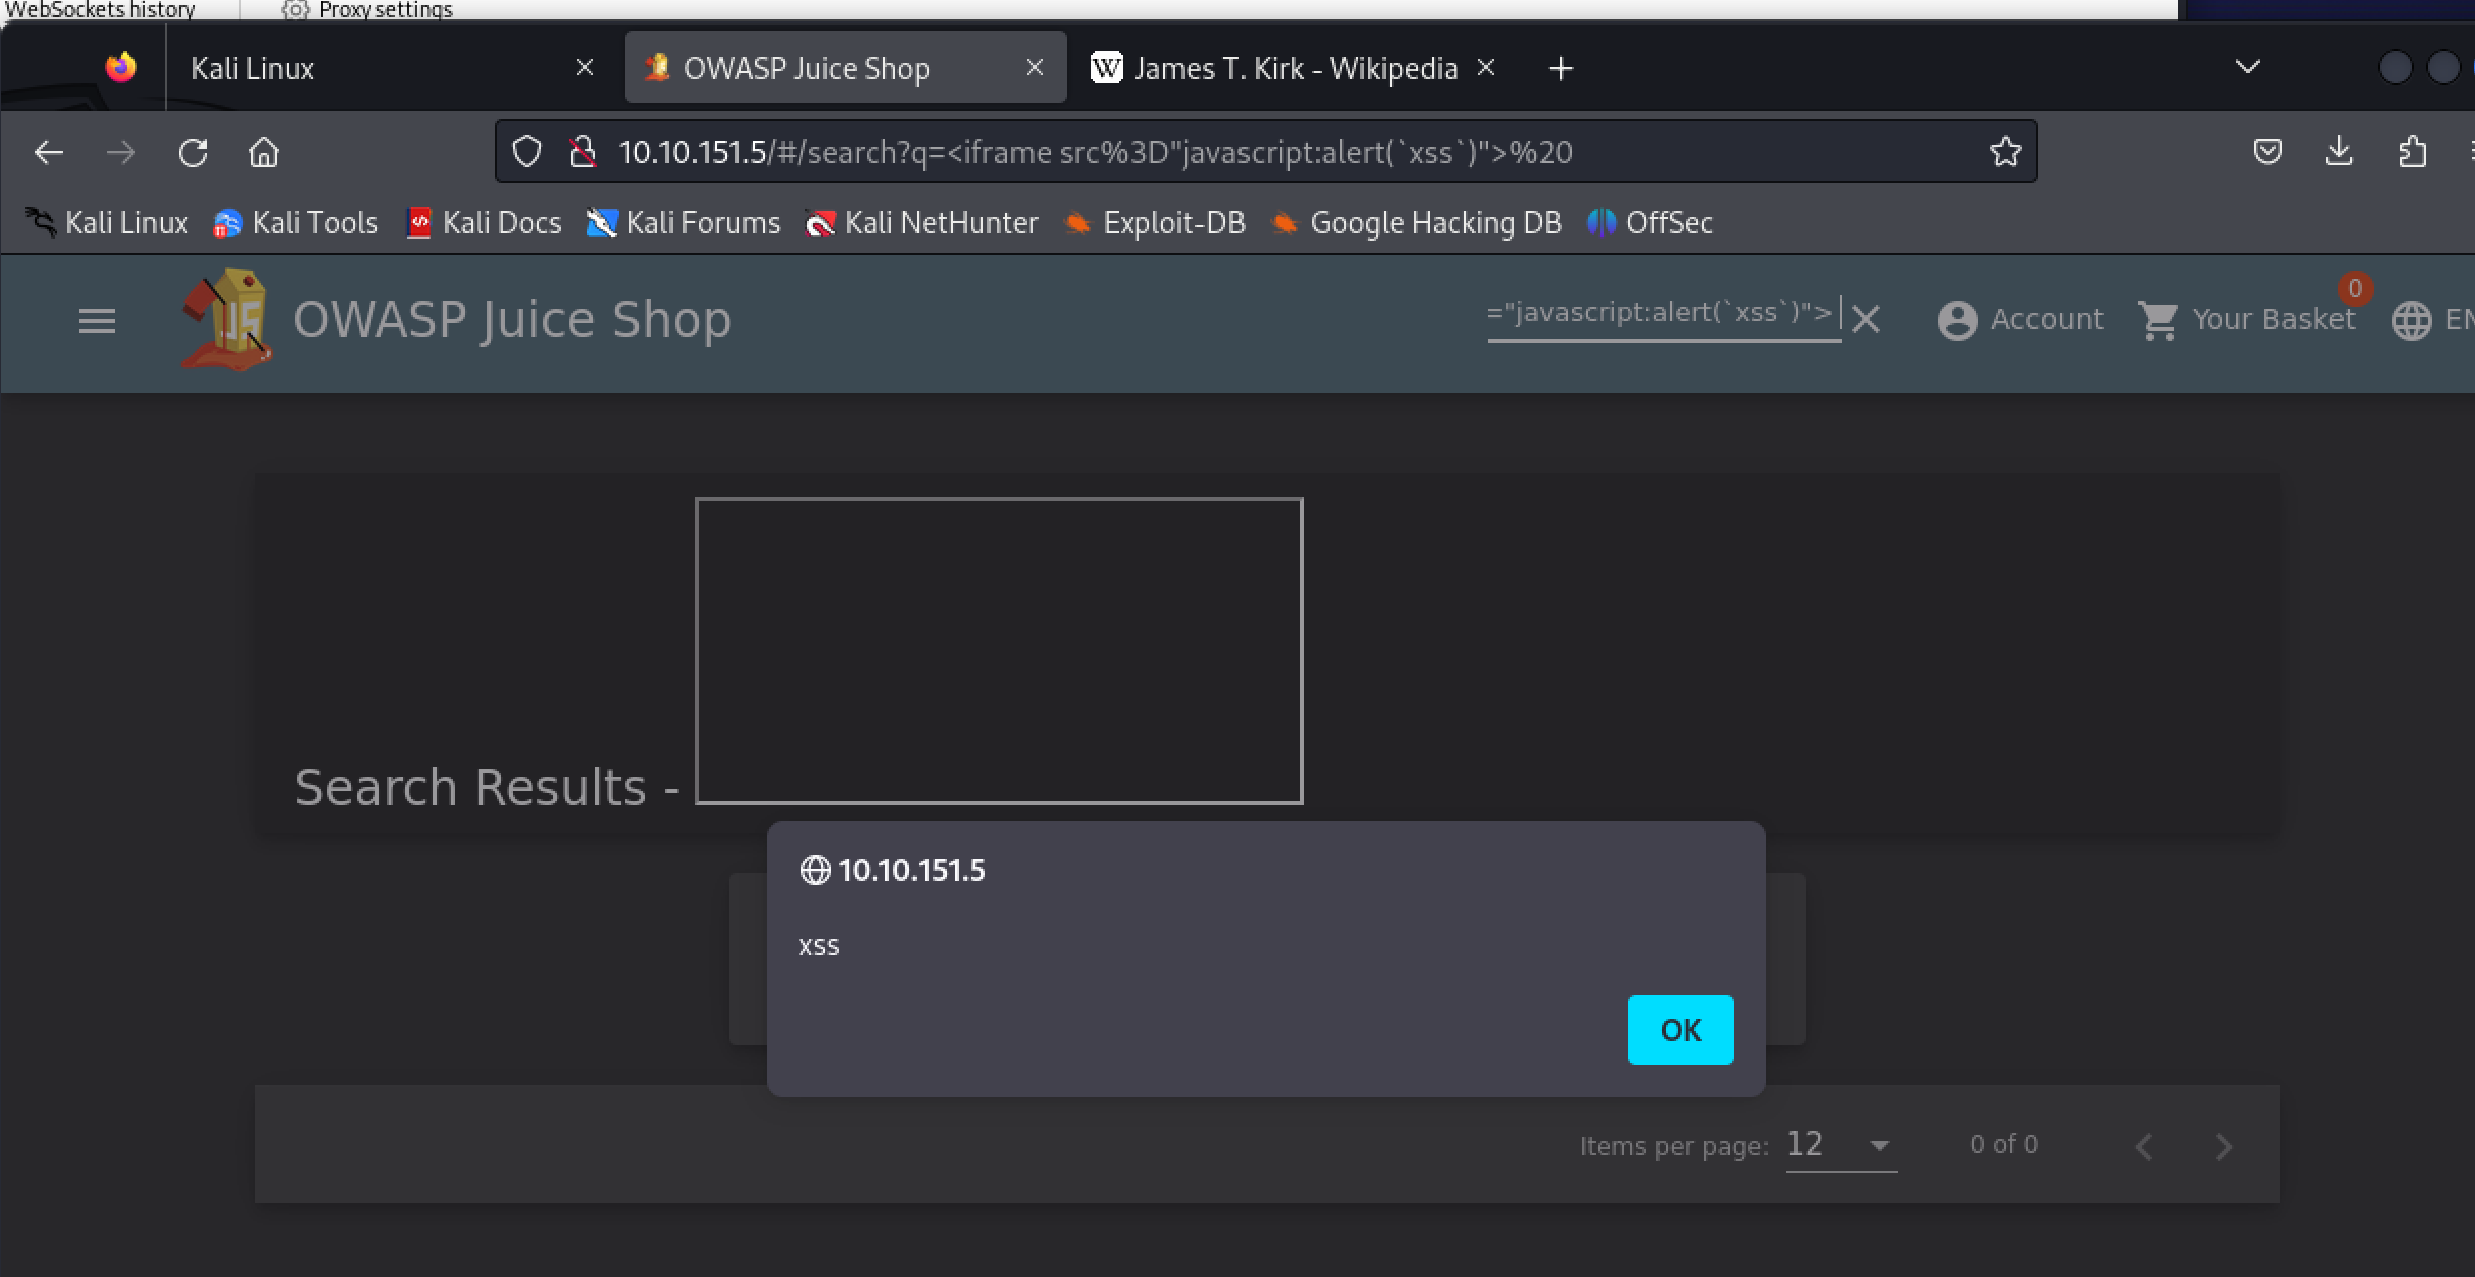 WebSockets history Proxy settings
Kali Linux OWASP Juice Shop W James T. Kirk - Wikipedia
10.10.151.5/#/search?q=<iframe src%3D"javascript:alert(`xss`)">%20
Kali Linux Kali Tools Kali Docs Kali Forums Kali NetHunter Exploit-DB Google Hacking DB OffSec
JS OWASP Juice Shop ="javascript:alert(`xss`)"> Account Your Basket 0 EN
Search Results -
10.10.151.5
xss
OK
Items per page: 12 0 of 0